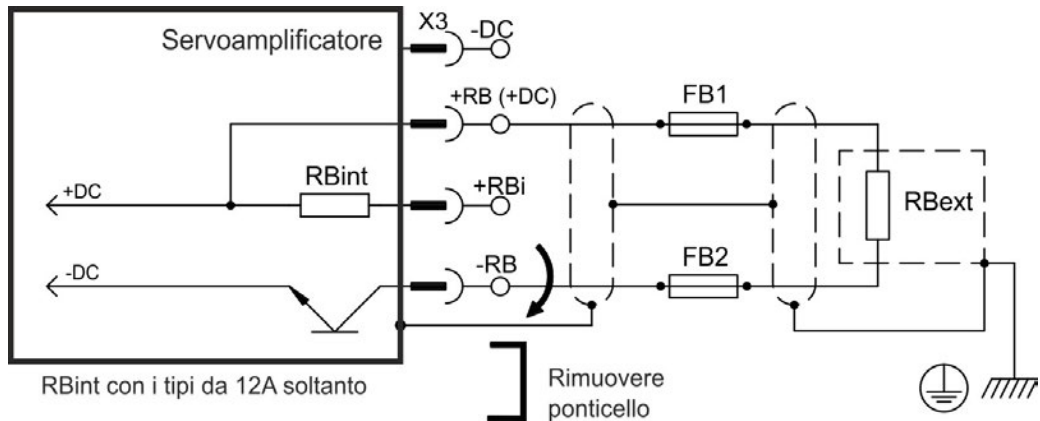 X3
-DC
Servoamplificatore
+RB (+DC)
FB1
RBint
+DC
+RBi
RBext
-RB
FB2
-DC
RBint con i tipi da 12A soltanto
Rimuovere
ponticello